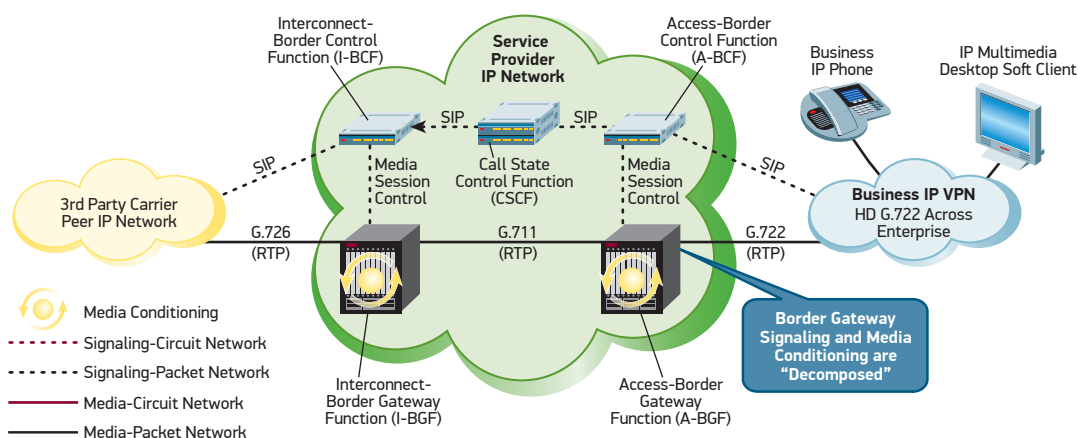 Interconnect-
Border Control
Function (I-BCF)
Service
Provider
IP Network
Access-Border
Control Function
(A-BCF)
Business
IP Phone
IP Multimedia
Desktop Soft Client
SIP
SIP
SIP
SIP
Media
Session
Control
Call State
Control Function
(CSCF)
Media
Session
Control
3rd Party Carrier
Peer IP Network
Business IP VPN
HD G.722 Across
Enterprise
G.726
(RTP)
G.711
(RTP)
G.722
(RTP)
Media Conditioning
Signaling-Circuit Network
Signaling-Packet Network
Media-Circuit Network
Media-Packet Network
Interconnect-
Border Gateway
Function (I-BGF)
Access-Border
Gateway
Function (A-BGF)
Border Gateway
Signaling and Media
Conditioning are
“Decomposed”